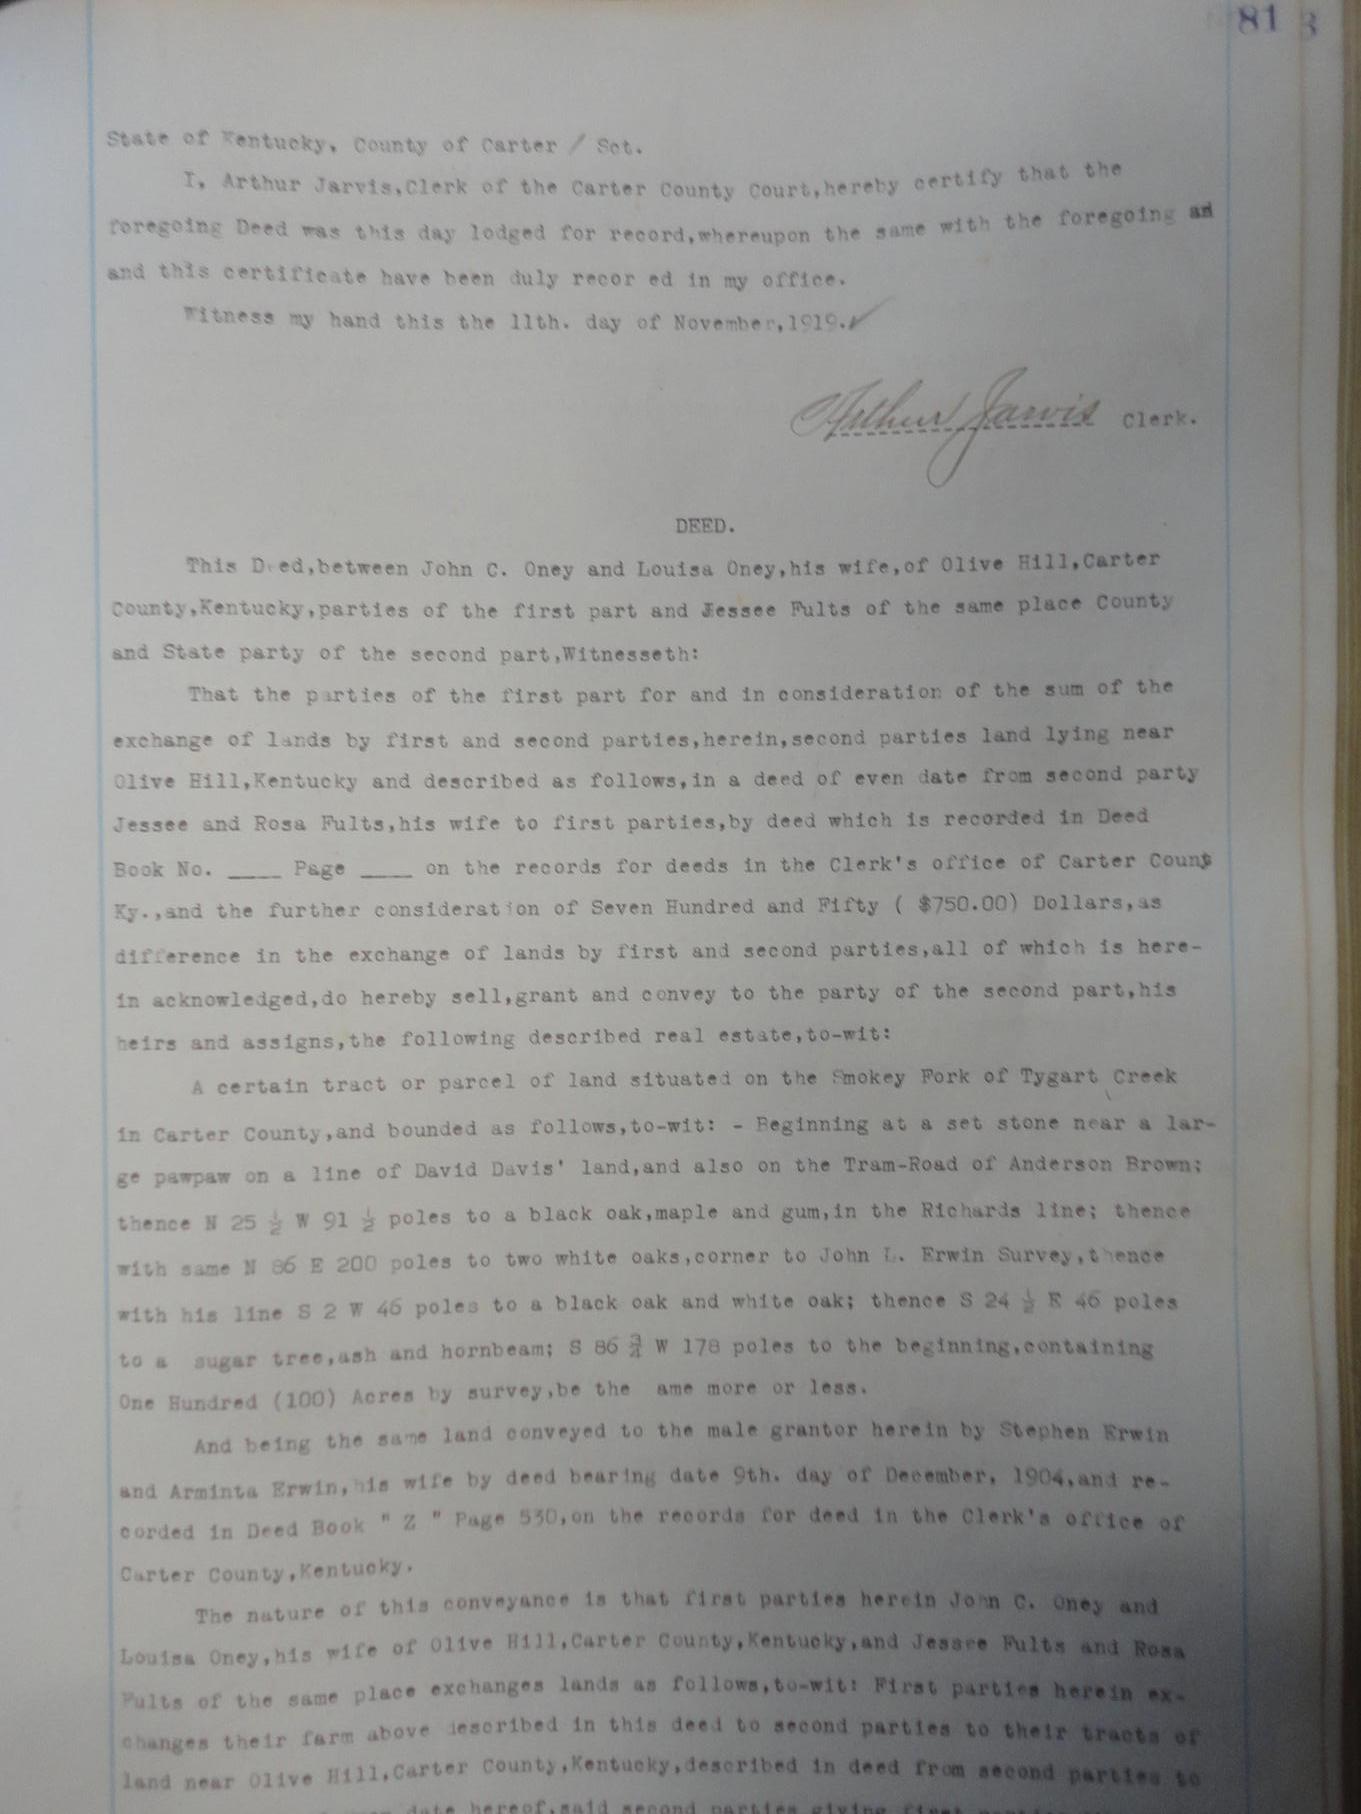 81 3
State of Kentucky, County of Carter / Sct.
I, Arthur Jarvis,Clerk of the Carter County Court,hereby certify that the
foregoing Deed was this day lodged for record,whereupon the same with the foregoing an
and this certificate have been duly recor ed in my office.
Witness my hand this the 11th. day of November,1919.✓
Arthur Jarvis Clerk.
DEED.
This Deed,between John C. Oney and Louisa Oney,his wife,of Olive Hill,Carter
County,Kentucky,parties of the first part and Jessee Fults of the same place County
and State party of the second part,Witnesseth:
That the parties of the first part for and in consideration of the sum of the
exchange of lands by first and second parties,herein,second parties land lying near
Olive Hill,Kentucky and described as follows,in a deed of even date from second party
Jessee and Rosa Fults,his wife to first parties,by deed which is recorded in Deed
Book No. ____ Page ____ on the records for deeds in the Clerk's office of Carter County
Ky.,and the further consideration of Seven Hundred and Fifty ( $750.00) Dollars,as
difference in the exchange of lands by first and second parties,all of which is here-
in acknowledged,do hereby sell,grant and convey to the party of the second part,his
heirs and assigns,the following described real estate,to-wit:
A certain tract or parcel of land situated on the Smokey Fork of Tygart Creek
in Carter County,and bounded as follows,to-wit: - Beginning at a set stone near a lar-
ge pawpaw on a line of David Davis' land,and also on the Tram-Road of Anderson Brown;
thence N 25 ½ W 91 ½ poles to a black oak,maple and gum,in the Richards line; thence
with same N 86 E 200 poles to two white oaks,corner to John L. Erwin Survey,thence
with his line S 2 W 46 poles to a black oak and white oak; thence S 24 ½ E 46 poles
to a sugar tree,ash and hornbeam; S 86 ¾ W 178 poles to the beginning,containing
One Hundred (100) Acres by survey,be the ame more or less.
And being the same land conveyed to the male grantor herein by Stephen Erwin
and Arminta Erwin,his wife by deed bearing date 9th. day of December, 1904,and re-
corded in Deed Book " Z " Page 530,on the records for deed in the Clerk's office of
Carter County,Kentucky.
The nature of this conveyance is that first parties herein John C. Oney and
Louisa Oney,his wife of Olive Hill,Carter County,Kentucky,and Jessee Fults and Rosa
Fults of the same place exchanges lands as follows,to-wit: First parties herein ex-
changes their farm above described in this deed to second parties to their tracts of
land near Olive Hill,Carter County,Kentucky,described in deed from second parties to
date hereof,said second parties giving first